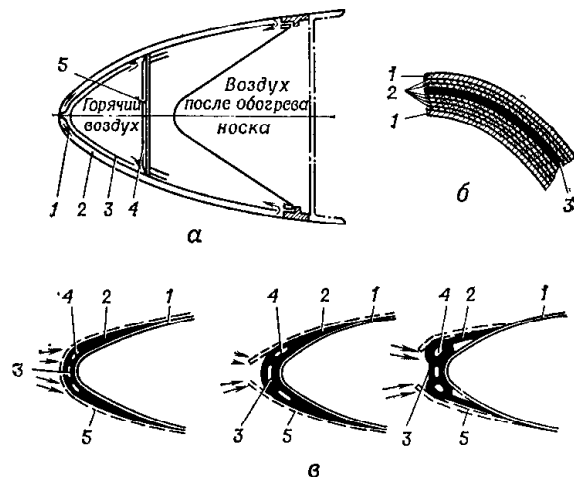 5
Горячий
воздух
Воздух
после обогрева
носка
1 2 3 4
а
1
2
1
3
б
4 2 1
3
5
4 2 1
3 5
4 2 1
3 5
в